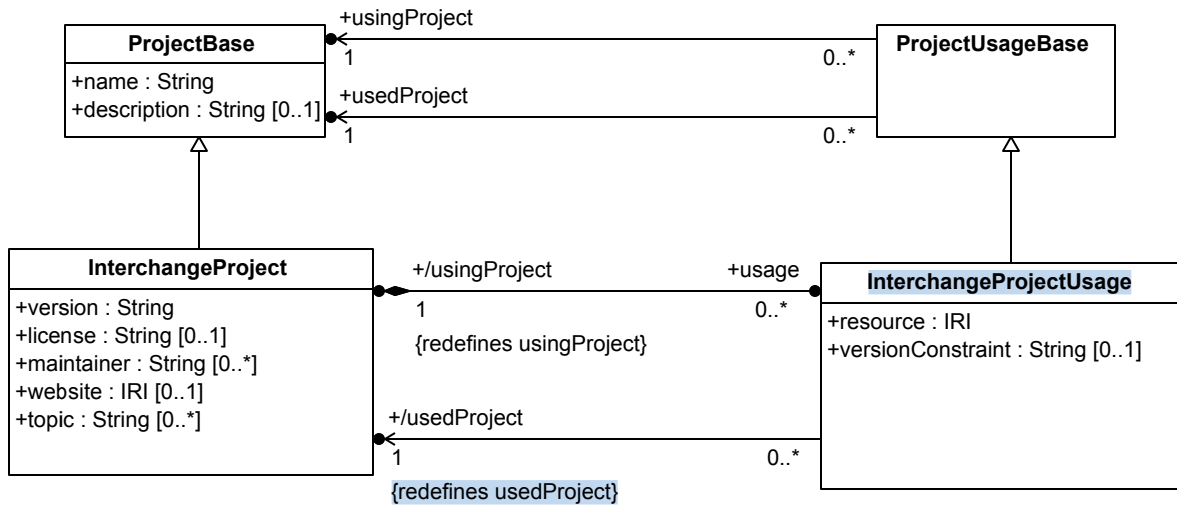 +usingProject
ProjectBase
ProjectUsageBase
1
0..*
+name : String
+description : String [0..1]
+usedProject
1
0..*
InterchangeProject
+/usingProject
+usage
InterchangeProjectUsage
+version : String
+license : String [0..1]
+maintainer : String [0..*]
+website : IRI [0..1]
+topic : String [0..*]
1
0..*
{redefines usingProject}
+resource : IRI
+versionConstraint : String [0..1]
+/usedProject
1
0..*
{redefines usedProject}